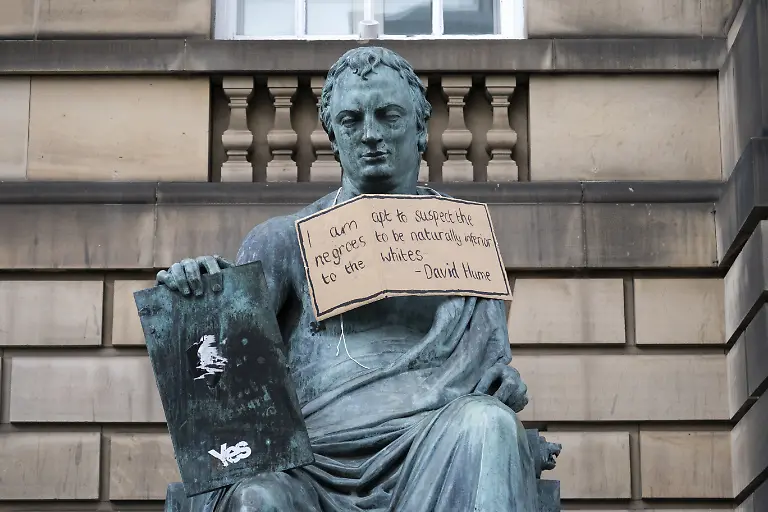 I am apt to suspect the
negroes to be naturally inferior
to the whites
-David Hume
Yes